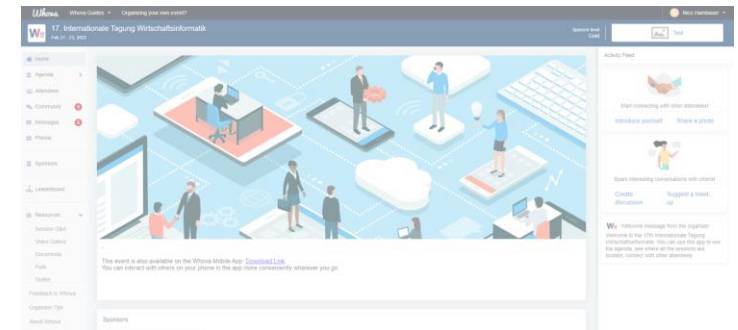 Whova Whova Guides Organizing your own event? Nico Hambauer
17. Internationale Tagung Wirtschaftsinformatik
Feb 21 - 23, 2022
Sponsor level
Gold
Test
Home
Agenda
Attendees
Community
Messages
Photos
Sponsors
Leaderboard
Resources
Session Q&A
Video Gallery
Documents
Polls
Twitter
Feedback to Whova
Organizer Tips
About Whova
This event is also available on the Whova Mobile App: Download Link.
You can interact with others on your phone in the app more conveniently wherever you go.
Sponsors
Activity Feed
Start connecting with other attendees!
Introduce yourself Share a photo
Spark interesting conversations with others!
Create discussion Suggest a meet-
up
Welcome message from the organizer
Welcome to the 17th Internationale Tagung
Wirtschaftsinformatik. You can use this app to see
the agenda, see where all the sessions are
located, connect with other attendees